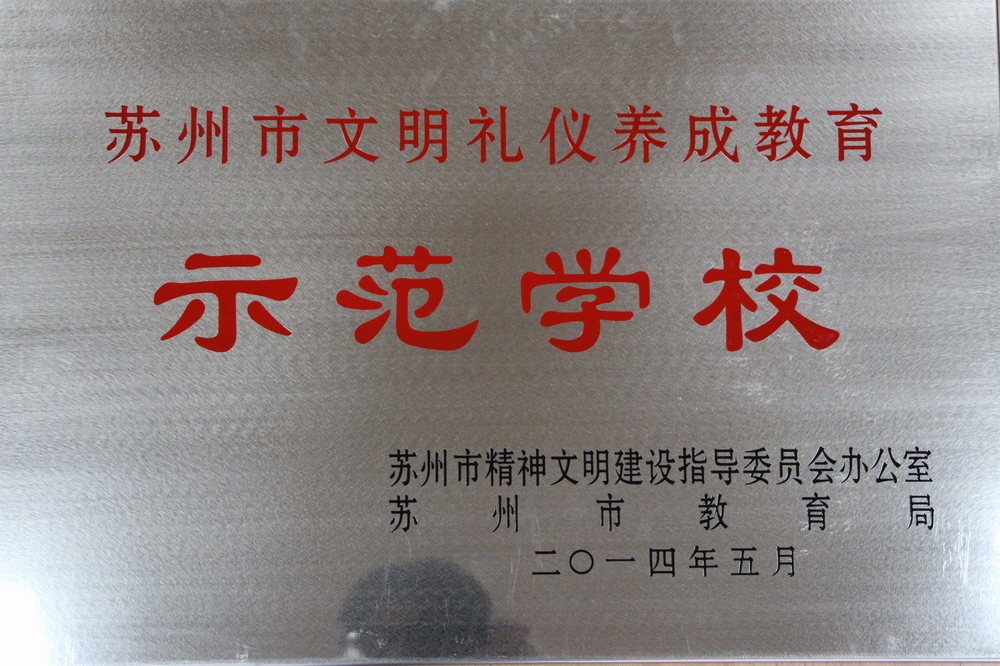 苏州市文明礼仪养成教育
示范学校
苏州市精神文明建设指导委员会办公室
苏州市教育局
二〇一四年五月